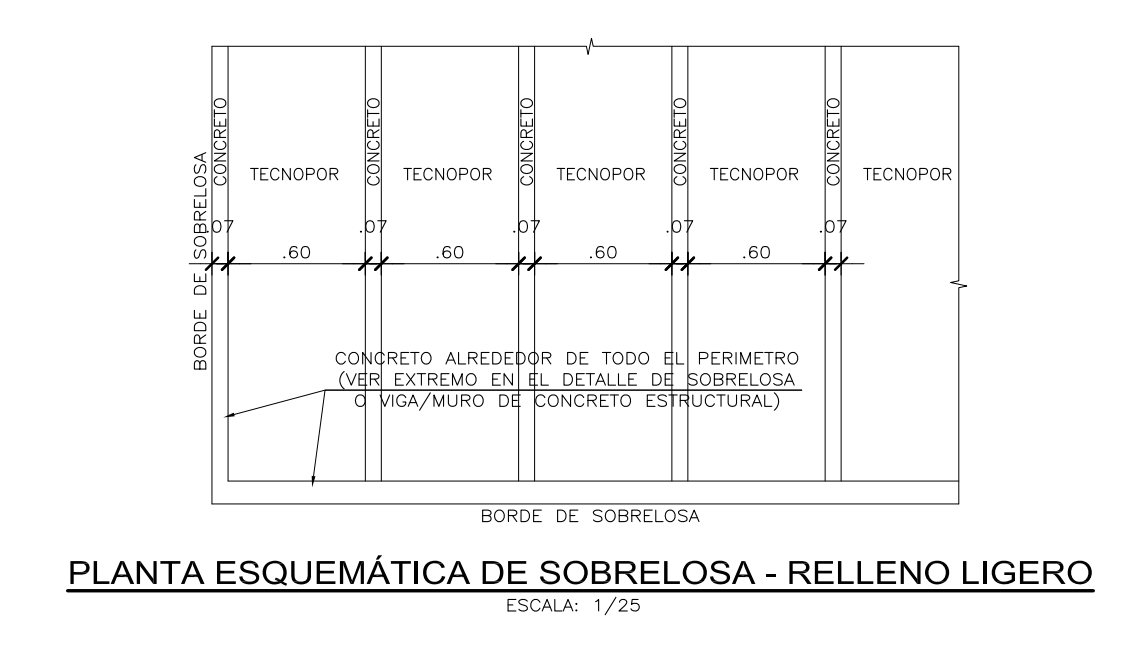 CONCRETO
CONCRETO
CONCRETO
CONCRETO
CONCRETO
TECNOPOR
TECNOPOR
TECNOPOR
TECNOPOR
TECNOPOR
BORDE DE SOBRELOSA
.07
.07
.07
.07
.07
.60
.60
.60
.60
CONCRETO ALREDEDOR DE TODO EL PERIMETRO
(VER EXTREMO EN EL DETALLE DE SOBRELOSA
O VIGA/MURO DE CONCRETO ESTRUCTURAL)
BORDE DE SOBRELOSA
PLANTA ESQUEMÁTICA DE SOBRELOSA - RELLENO LIGERO
ESCALA: 1/25